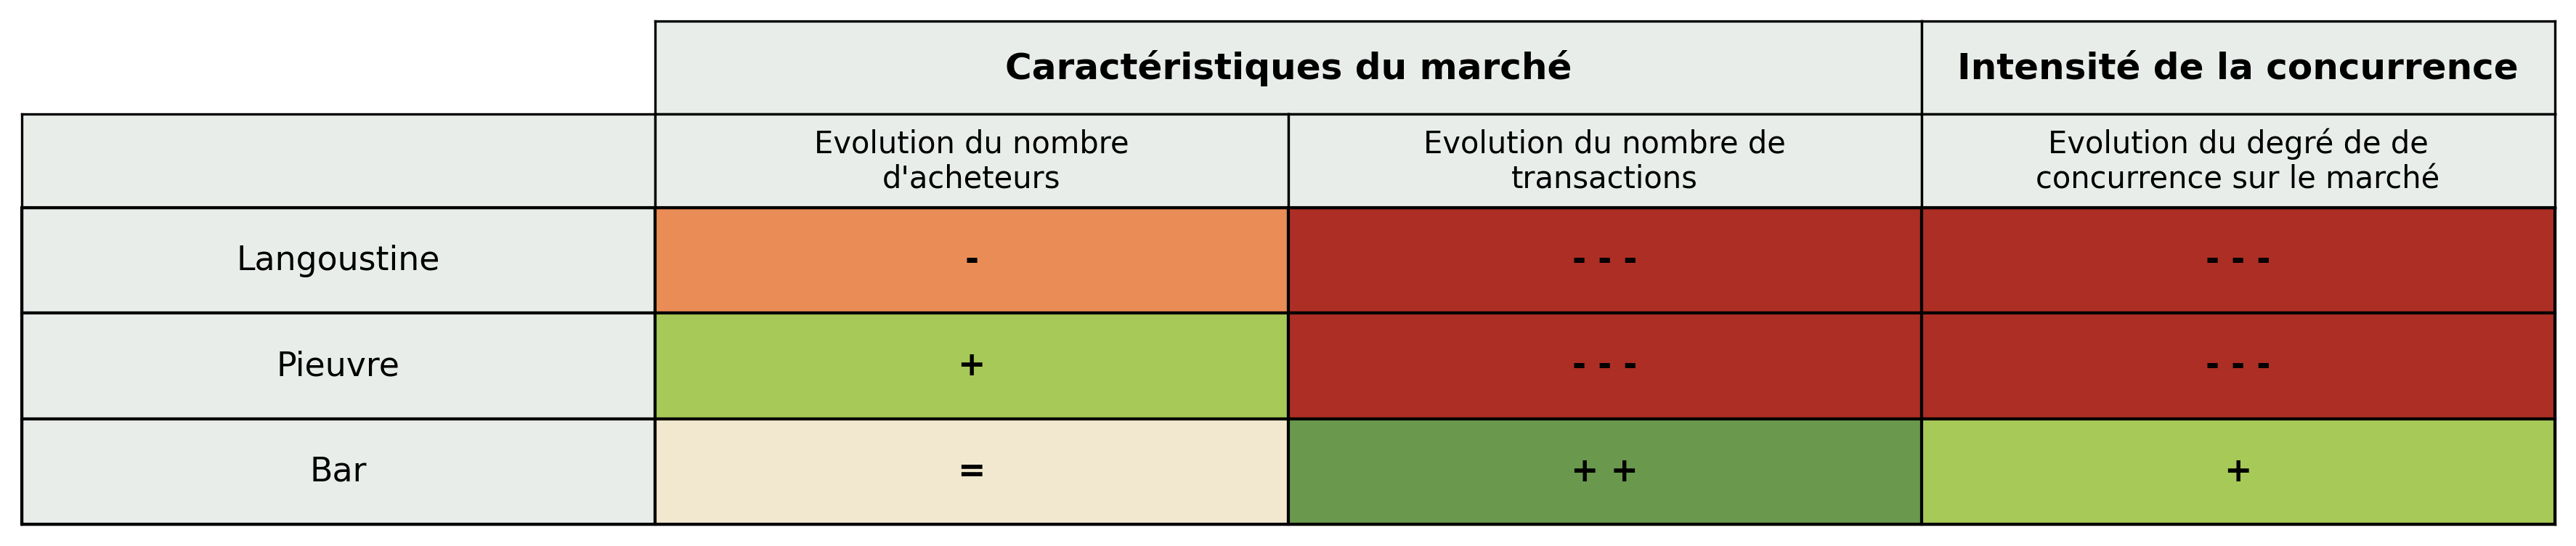 Caractéristiques du marché
Intensité de la concurrence
Evolution du nombre
d'acheteurs
Evolution du nombre de
transactions
Evolution du degré de de
concurrence sur le marché
Langoustine
-
- - -
- - -
Pieuvre
+
- - -
- - -
Bar
=
+ +
+